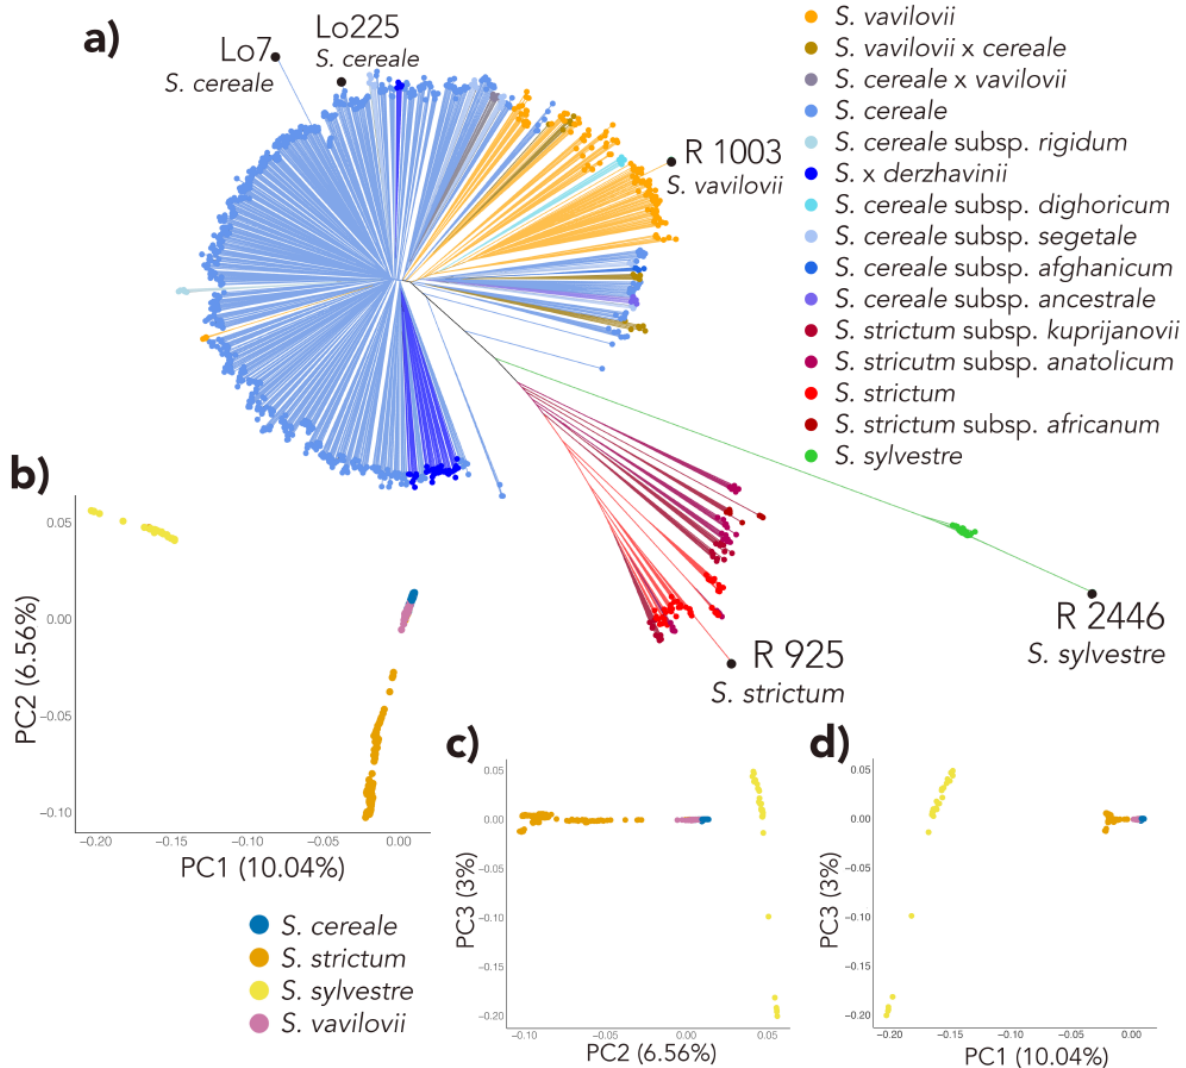 a)
Lo7
S. cereale
Lo225
S. cereale
R 1003
S. vavilovii
S. vavilovii
S. vavilovii x cereale
S. cereale x vavilovii
S. cereale
S. cereale subsp. rigidum
S. x derzhavinii
S. cereale subsp. dighoricum
S. cereale subsp. segetale
S. cereale subsp. afghanicum
S. cereale subsp. ancestrale
S. strictum subsp. kuprijanovii
S. stricutm subsp. anatolicum
S. strictum
S. strictum subsp. africanum
S. sylvestre
R 2446
S. sylvestre
R 925
S. strictum
b)
PC2 (6.56%)
0.05
0.00
−0.05
−0.10
−0.20
−0.15
−0.10
−0.05
0.00
PC1 (10.04%)
S. cereale
S. strictum
S. sylvestre
S. vavilovii
c)
PC3 (3%)
0.05
0.00
−0.05
−0.10
−0.15
−0.20
−0.10
−0.05
0.00
0.05
PC2 (6.56%)
d)
PC3 (3%)
0.05
0.00
−0.05
−0.10
−0.15
−0.20
−0.20
−0.15
−0.10
−0.05
0.00
PC1 (10.04%)